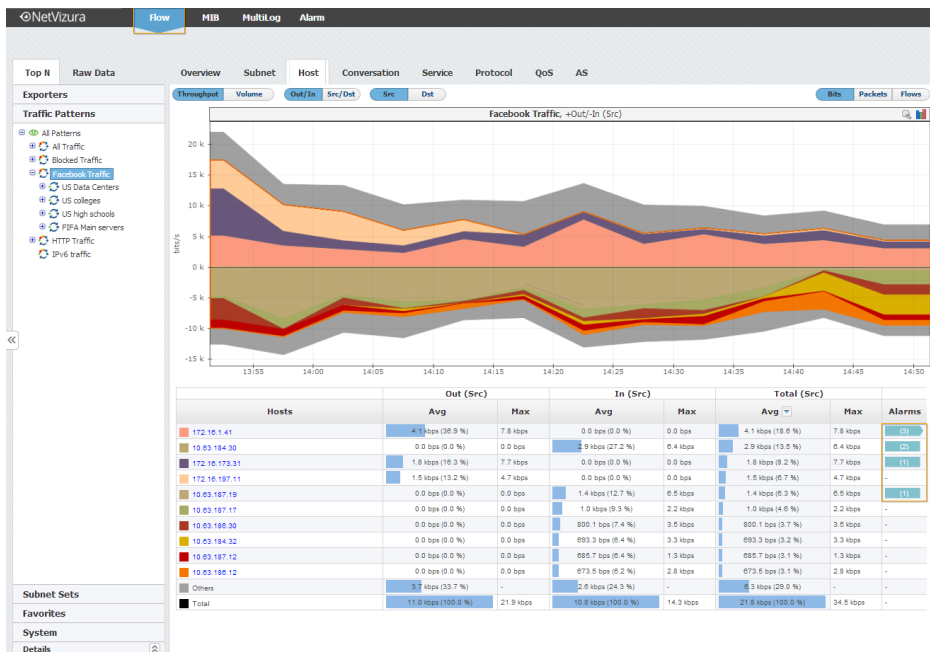 NetVizura Flow MIB MultiLog Alarm
Top N Raw Data Overview Subnet Host Conversation Service Protocol QoS AS
Exporters
Throughput Volume Out/In Src/Dst Src Dst Bits Packets Flows
Traffic Patterns
Facebook Traffic, +Out/-In (Src)
All Patterns
All Traffic
Blocked Traffic
Facebook Traffic
US Data Centers
US colleges
US high schools
FIFA Main servers
HTTP Traffic
IPv6 traffic
bits/s
20 k
15 k
10 k
5 k
0 k
-5 k
-10 k
-15 k
13:55 14:00 14:05 14:10 14:15 14:20 14:25 14:30 14:35 14:40 14:45 14:50
Out (Src) In (Src) Total (Src)
Hosts Avg Max Avg Max Avg Max Alarms
172.16.1.41 4.1 kbps (36.9 %) 7.8 kbps 0.0 bps (0.0 %) 0.0 bps 4.1 kbps (18.6 %) 7.8 kbps (3)
10.63.184.30 0.0 bps (0.0 %) 0.0 bps 2.9 kbps (27.2 %) 6.4 kbps 2.9 kbps (13.5 %) 6.4 kbps (2)
172.16.173.31 1.8 kbps (16.3 %) 7.7 kbps 0.0 bps (0.0 %) 0.0 bps 1.8 kbps (8.2 %) 7.7 kbps (1)
172.16.197.11 1.5 kbps (13.2 %) 4.7 kbps 0.0 bps (0.0 %) 0.0 bps 1.5 kbps (6.7 %) 4.7 kbps -
10.63.187.19 0.0 bps (0.0 %) 0.0 bps 1.4 kbps (12.7 %) 6.5 kbps 1.4 kbps (6.3 %) 6.5 kbps (1)
10.63.187.17 0.0 bps (0.0 %) 0.0 bps 1.0 kbps (9.3 %) 2.2 kbps 1.0 kbps (4.6 %) 2.2 kbps -
10.63.186.30 0.0 bps (0.0 %) 0.0 bps 800.1 bps (7.4 %) 3.5 kbps 800.1 bps (3.7 %) 3.5 kbps -
10.63.184.32 0.0 bps (0.0 %) 0.0 bps 693.3 bps (6.4 %) 3.3 kbps 693.3 bps (3.2 %) 3.3 kbps -
10.63.187.12 0.0 bps (0.0 %) 0.0 bps 685.7 bps (6.4 %) 1.3 kbps 685.7 bps (3.1 %) 1.3 kbps -
10.63.186.12 0.0 bps (0.0 %) 0.0 bps 673.5 bps (6.2 %) 2.8 kbps 673.5 bps (3.1 %) 2.8 kbps -
Others 3.7 kbps (33.7 %) - 2.6 kbps (24.3 %) - 6.3 kbps (29.0 %) - -
Total 11.0 kbps (100.0 %) 21.9 kbps 10.8 kbps (100.0 %) 14.3 kbps 21.8 kbps (100.0 %) 34.5 kbps -
Subnet Sets
Favorites
System
Details